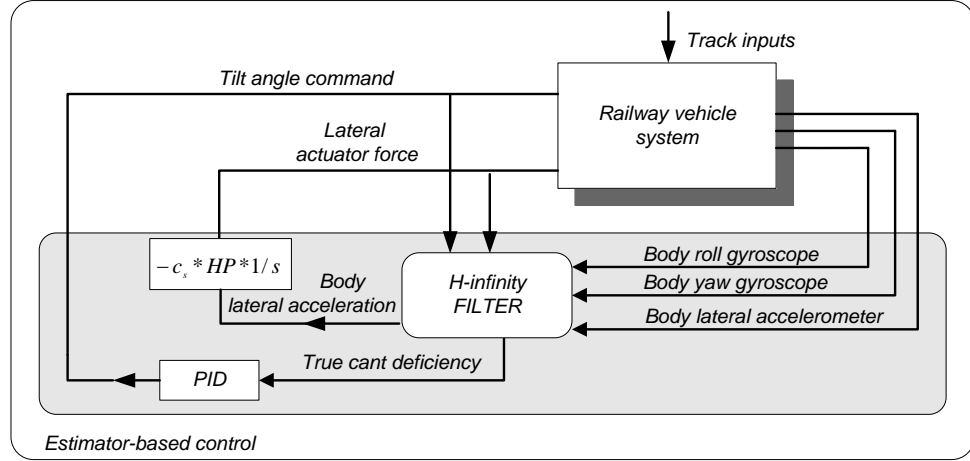 Track inputs
Tilt angle command
Railway vehicle
system
Lateral
actuator force
−c_s * HP * 1/ s
H-infinity
FILTER
Body roll gyroscope
Body yaw gyroscope
Body lateral accelerometer
Body
lateral acceleration
True cant deficiency
PID
Estimator-based control